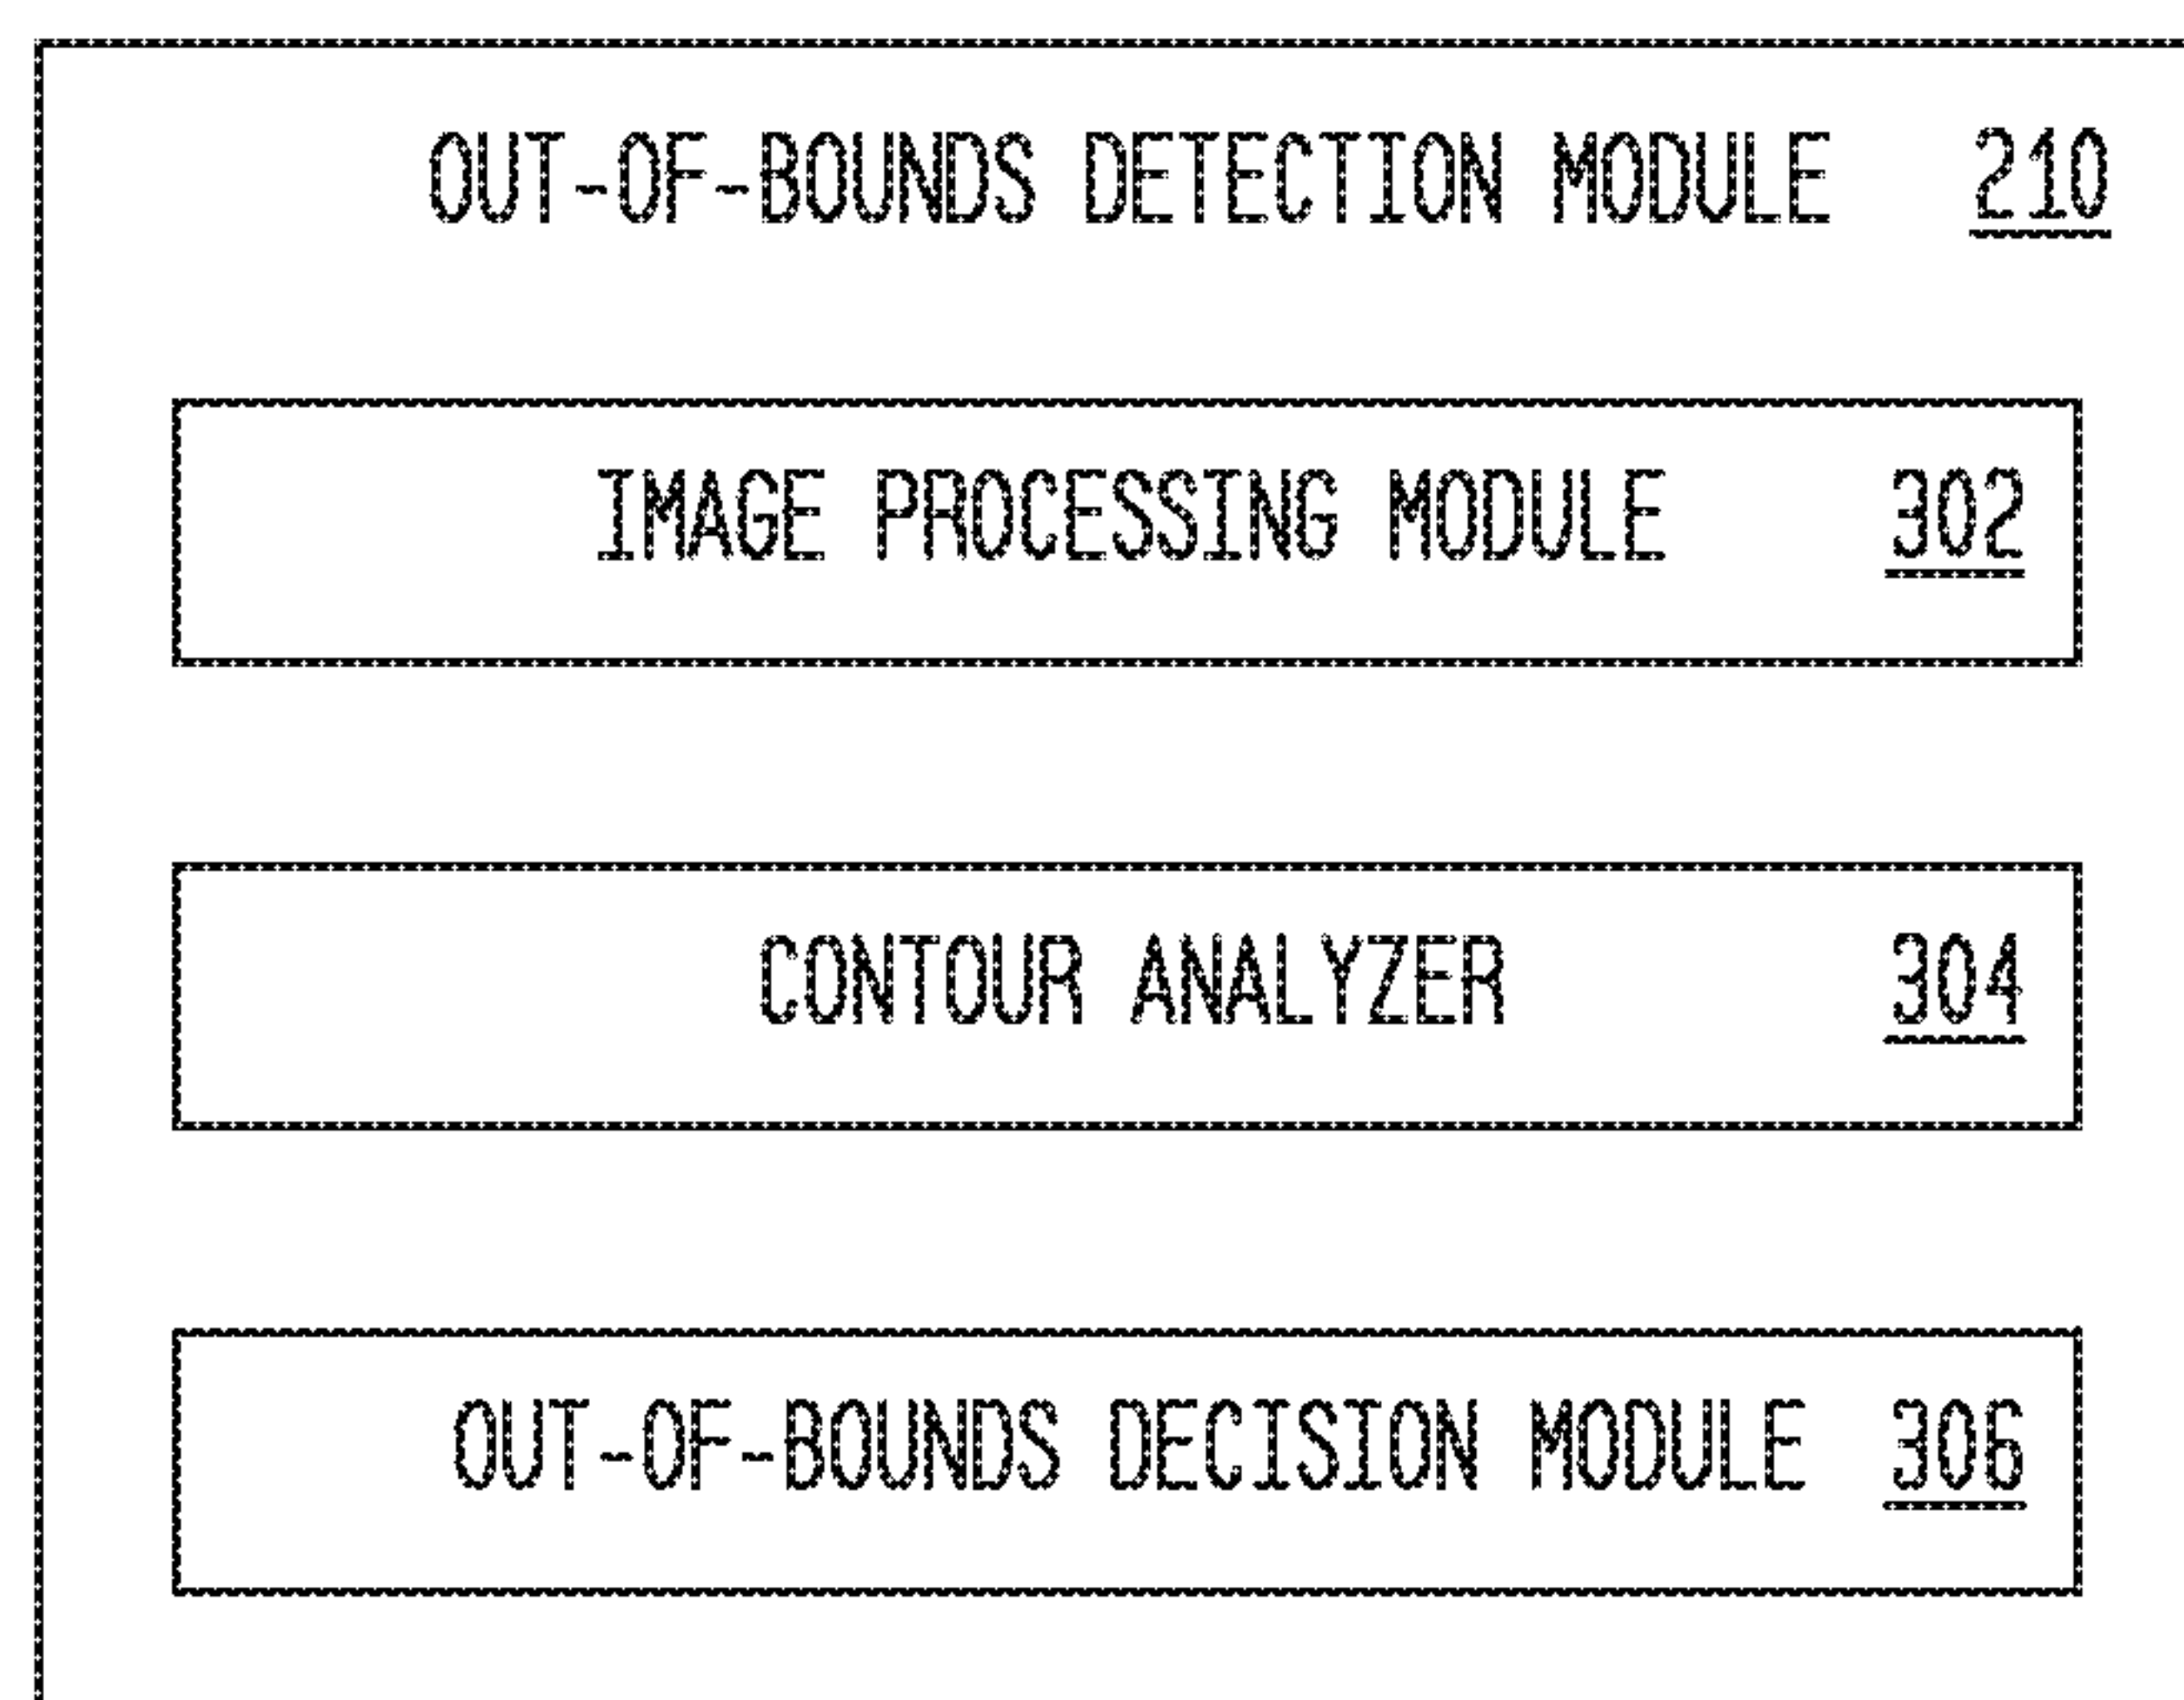 OUT-OF-BOUNDS DETECTION MODULE 210
IMAGE PROCESSING MODULE 302
CONTOUR ANALYZER 304
OUT-OF-BOUNDS DECISION MODULE 306